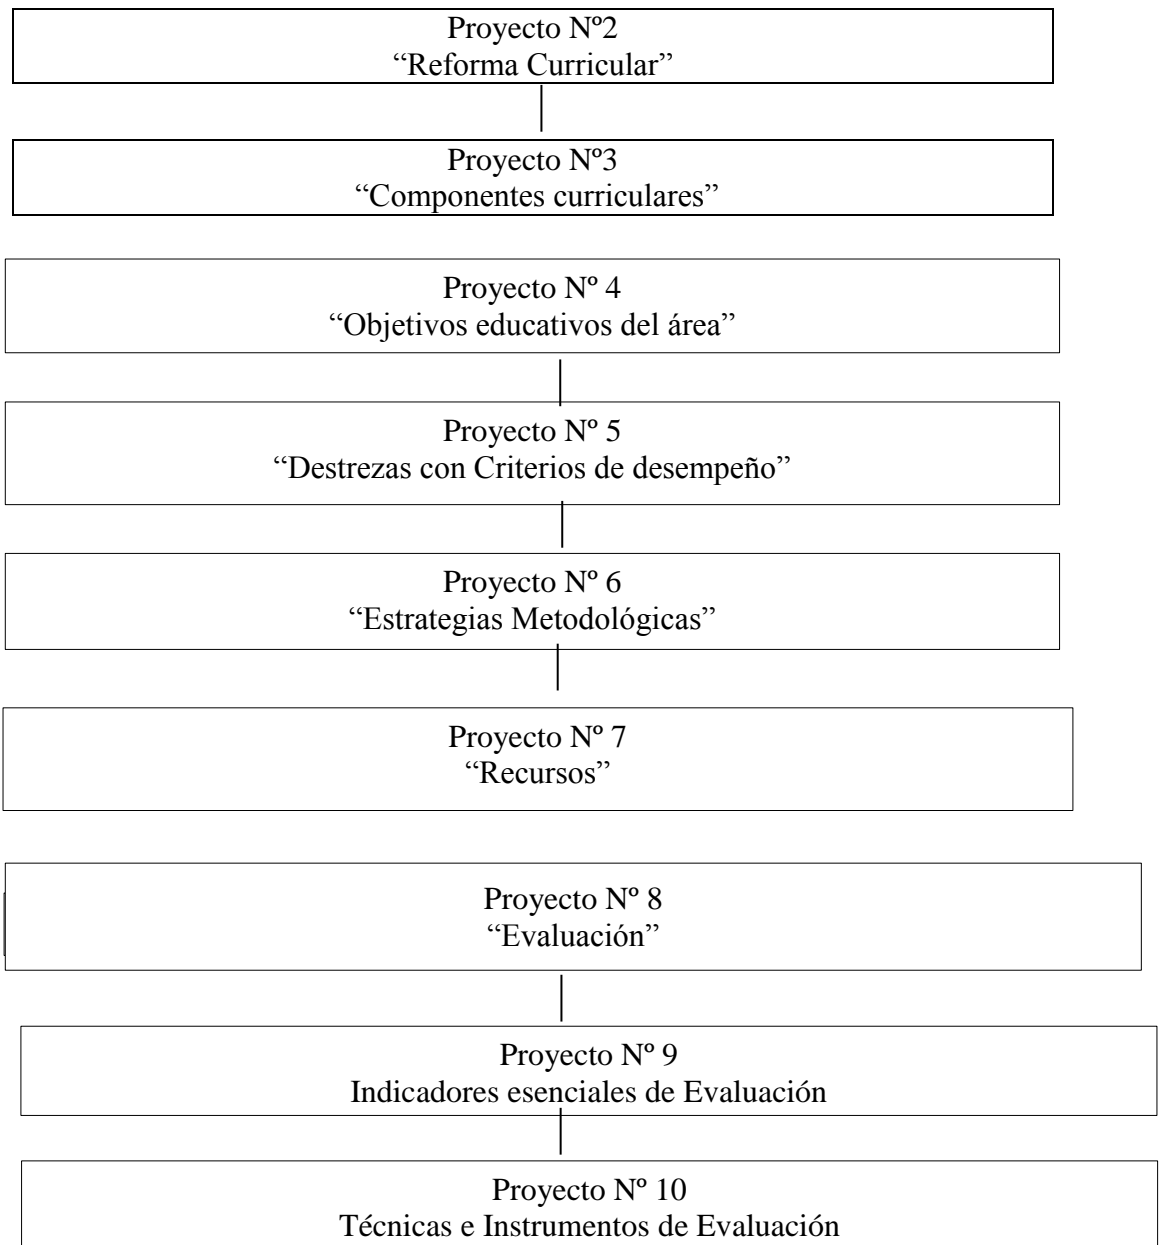 Proyecto Nº2
“Reforma Curricular”
Proyecto Nº3
“Componentes curriculares”
Proyecto Nº 4
“Objetivos educativos del área”
Proyecto Nº 5
“Destrezas con Criterios de desempeño”
Proyecto Nº 6
“Estrategias Metodológicas”
Proyecto Nº 7
“Recursos”
Proyecto Nº 8
“Evaluación”
Proyecto Nº 9
Indicadores esenciales de Evaluación
Proyecto Nº 10
Técnicas e Instrumentos de Evaluación